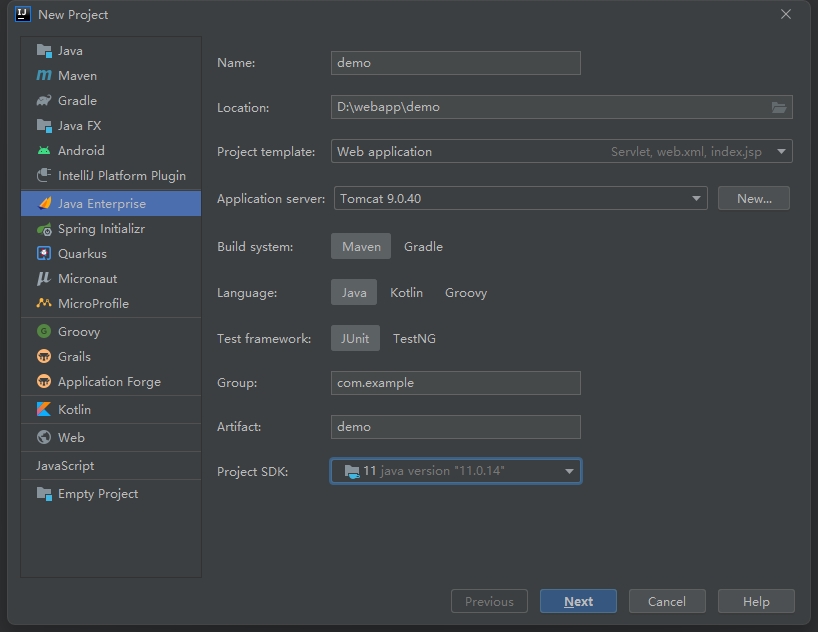 New Project
Java
Maven
Gradle
Java FX
Android
IntelliJ Platform Plugin
Java Enterprise
Spring Initializr
Quarkus
Micronaut
MicroProfile
Groovy
Grails
Application Forge
Kotlin
Web
JavaScript
Empty Project
Name: demo
Location: D:\webapp\demo
Project template: Web application Servlet, web.xml, index.jsp
Application server: Tomcat 9.0.40 New...
Build system: Maven Gradle
Language: Java Kotlin Groovy
Test framework: JUnit TestNG
Group: com.example
Artifact: demo
Project SDK: 11 java version "11.0.14"
Previous Next Cancel Help